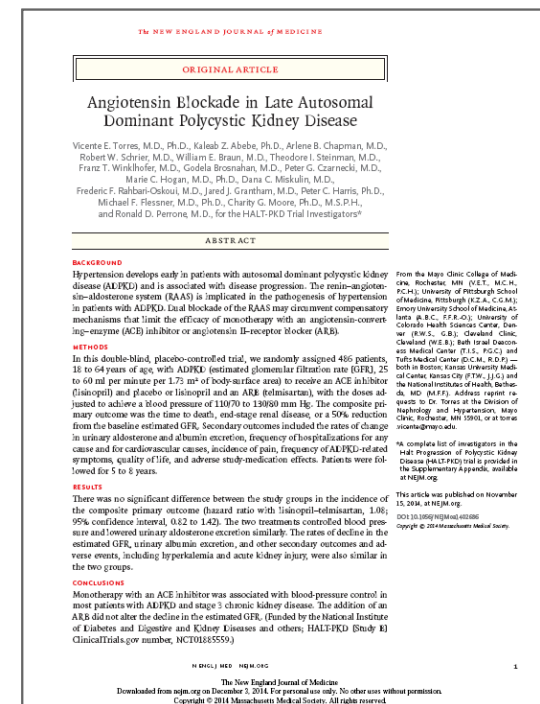 The NEW ENGLAND JOURNAL of MEDICINE
ORIGINAL ARTICLE
Angiotensin Blockade in Late Autosomal
Dominant Polycystic Kidney Disease
Vicente E. Torres, M.D., Ph.D., Kaleab Z. Abebe, Ph.D., Arlene B. Chapman, M.D.,
Robert W. Schrier, M.D., William E. Braun, M.D., Theodore I. Steinman, M.D.,
Franz T. Winklhofer, M.D., Godela Brosnahan, M.D., Peter G. Czarnecki, M.D.,
Marie C. Hogan, M.D., Ph.D., Dana C. Miskulin, M.D.,
Frederic F. Rahbari-Oskoui, M.D., Jared J. Grantham, M.D., Peter C. Harris, Ph.D.,
Michael F. Flessner, M.D., Ph.D., Charity G. Moore, Ph.D., M.S.P.H.,
and Ronald D. Perrone, M.D., for the HALT-PKD Trial Investigators*
ABSTRACT
BACKGROUND
Hypertension develops early in patients with autosomal dominant polycystic kidney
disease (ADPKD) and is associated with disease progression. The renin–angioten-
sin–aldosterone system (RAAS) is implicated in the pathogenesis of hypertension
in patients with ADPKD. Dual blockade of the RAAS may circumvent compensatory
mechanisms that limit the efficacy of monotherapy with an angiotensin-convert-
ing–enzyme (ACE) inhibitor or angiotensin II–receptor blocker (ARB).
METHODS
In this double-blind, placebo-controlled trial, we randomly assigned 486 patients,
18 to 64 years of age, with ADPKD (estimated glomerular filtration rate [GFR], 25
to 60 ml per minute per 1.73 m² of body-surface area) to receive an ACE inhibitor
(lisinopril) and placebo or lisinopril and an ARB (telmisartan), with the doses ad-
justed to achieve a blood pressure of 110/70 to 130/80 mm Hg. The composite pri-
mary outcome was the time to death, end-stage renal disease, or a 50% reduction
from the baseline estimated GFR. Secondary outcomes included the rates of change
in urinary aldosterone and albumin excretion, frequency of hospitalizations for any
cause and for cardiovascular causes, incidence of pain, frequency of ADPKD-related
symptoms, quality of life, and adverse study-medication effects. Patients were fol-
lowed for 5 to 8 years.
RESULTS
There was no significant difference between the study groups in the incidence of
the composite primary outcome (hazard ratio with lisinopril–telmisartan, 1.08;
95% confidence interval, 0.82 to 1.42). The two treatments controlled blood pres-
sure and lowered urinary aldosterone excretion similarly. The rates of decline in the
estimated GFR, urinary albumin excretion, and other secondary outcomes and ad-
verse events, including hyperkalemia and acute kidney injury, were also similar in
the two groups.
CONCLUSIONS
Monotherapy with an ACE inhibitor was associated with blood-pressure control in
most patients with ADPKD and stage 3 chronic kidney disease. The addition of an
ARB did not alter the decline in the estimated GFR. (Funded by the National Institute
of Diabetes and Digestive and Kidney Diseases and others; HALT-PKD [Study B]
ClinicalTrials.gov number, NCT01885559.)
From the Mayo Clinic College of Medi-
cine, Rochester, MN (V.E.T., M.C.H.,
P.C.H.); University of Pittsburgh School
of Medicine, Pittsburgh (K.Z.A., C.G.M.);
Emory University School of Medicine, At-
lanta (A.B.C., F.F.R.-O.); University of
Colorado Health Sciences Center, Den-
ver (R.W.S., G.B.); Cleveland Clinic,
Cleveland (W.E.B.); Beth Israel Deacon-
ess Medical Center (T.I.S., P.G.C.) and
Tufts Medical Center (D.C.M., R.D.P.) —
both in Boston; Kansas University Medi-
cal Center, Kansas City (F.T.W., J.J.G.) and
the National Institutes of Health, Bethes-
da, MD (M.F.F.). Address reprint re-
quests to Dr. Torres at the Division of
Nephrology and Hypertension, Mayo
Clinic, Rochester, MN 55901, or at torres
.vicente@mayo.edu.
*A complete list of investigators in the
Halt Progression of Polycystic Kidney
Disease (HALT-PKD) trial is provided in
the Supplementary Appendix, available
at NEJM.org.
This article was published on November
15, 2014, at NEJM.org.
Copyright © 2014 Massachusetts Medical Society.
N ENGL J MED NEJM.ORG
1
The New England Journal of Medicine
Downloaded from nejm.org on December 3, 2014. For personal use only. No other uses without permission.
Copyright © 2014 Massachusetts Medical Society. All rights reserved.